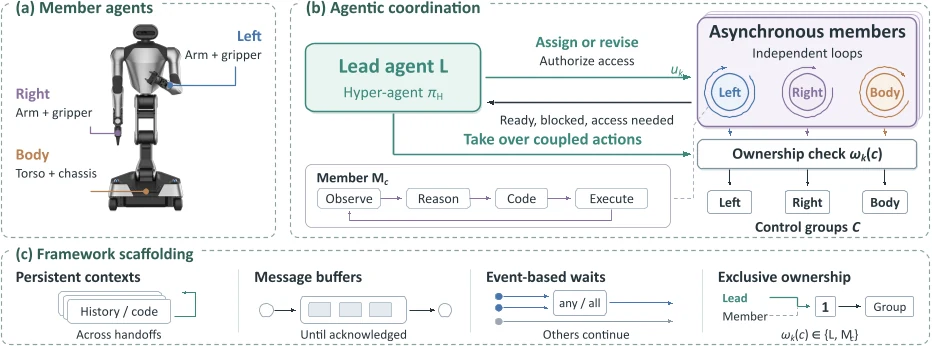 (a) Member agents
Left
Arm + gripper
Right
Arm + gripper
Body
Torso + chassis
(b) Agentic coordination
Lead agent L
Hyper-agent πH
Assign or revise
Authorize access
uk
Ready, blocked, access needed
Take over coupled actions
Asynchronous members
Independent loops
Left
Right
Body
Ownership check ωk(c)
Left
Right
Body
Control groups C
Member Mc
Observe
Reason
Code
Execute
(c) Framework scaffolding
Persistent contexts
History / code
Across handoffs
Message buffers
Until acknowledged
Event-based waits
any / all
Others continue
Exclusive ownership
Lead
Member
1
Group
ωk(c) ∈ {L, Mc}